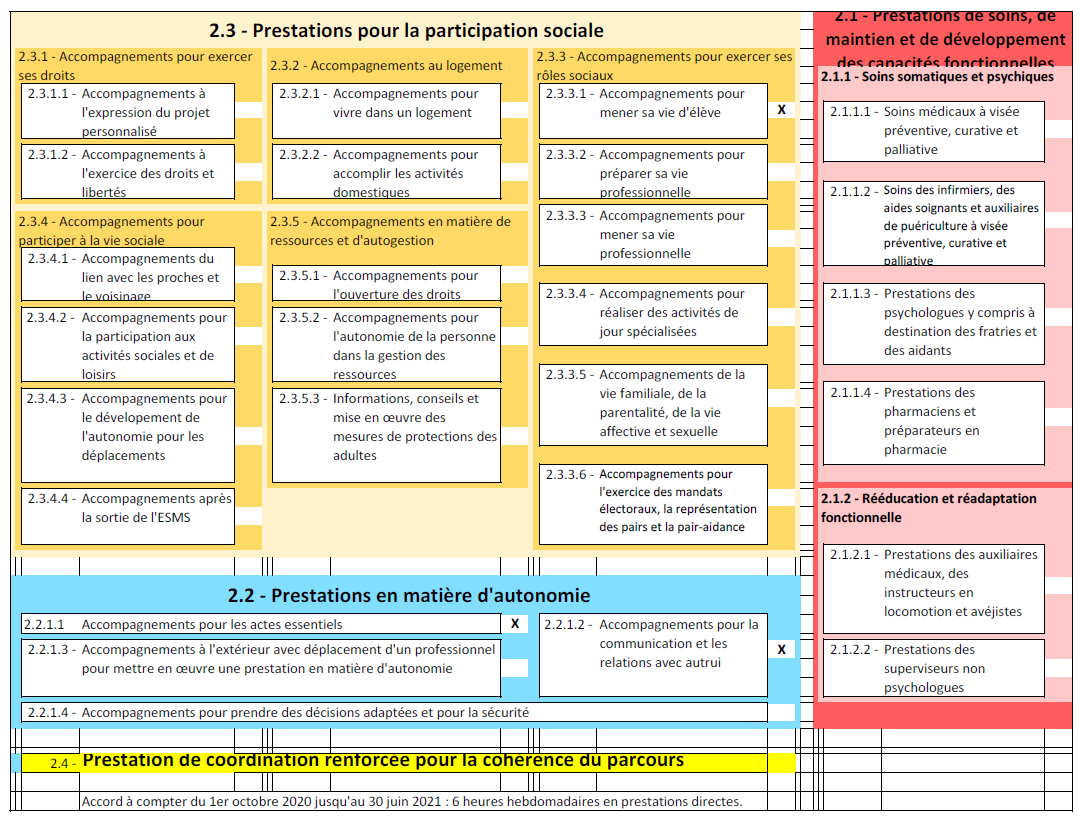 2.3 - Prestations pour la participation sociale
2.3.1 - Accompagnements pour exercer
ses droits
2.3.1.1 - Accompagnements à
l'expression du projet
personnalisé
2.3.1.2 - Accompagnements à
l'exercice des droits et
libertés
2.3.2 - Accompagnements au logement
2.3.2.1 - Accompagnements pour
vivre dans un logement
2.3.2.2 - Accompagnements pour
accomplir les activités
domestiques
2.3.3 - Accompagnements pour exercer ses
rôles sociaux
2.3.3.1 - Accompagnements pour
mener sa vie d'élève
X
2.3.3.2 - Accompagnements pour
préparer sa vie
professionnelle
2.3.3.3 - Accompagnements pour
mener sa vie
professionnelle
2.3.3.4 - Accompagnements pour
réaliser des activités de
jour spécialisées
2.3.3.5 - Accompagnements de la
vie familiale, de la
parentalité, de la vie
affective et sexuelle
2.3.3.6 - Accompagnements pour
l'exercice des mandats
électoraux, la représentation
des pairs et la pair-aidance
2.3.4 - Accompagnements pour
participer à la vie sociale
2.3.4.1 - Accompagnements du
lien avec les proches et
le voisinage
2.3.4.2 - Accompagnements pour
la participation aux
activités sociales et de
loisirs
2.3.4.3 - Accompagnements pour
le dévelopement de
l'autonomie pour les
déplacements
2.3.4.4 - Accompagnements après
la sortie de l'ESMS
2.3.5 - Accompagnements en matière de
ressources et d'autogestion
2.3.5.1 - Accompagnements pour
l'ouverture des droits
2.3.5.2 - Accompagnements pour
l'autonomie de la personne
dans la gestion des
ressources
2.3.5.3 - Informations, conseils et
mise en œuvre des
mesures de protections des
adultes
2.1 - Prestations de soins, de
maintien et de développement
des capacités fonctionnelles
2.1.1 - Soins somatiques et psychiques
2.1.1.1 - Soins médicaux à visée
préventive, curative et
palliative
2.1.1.2 - Soins des infirmiers, des
aides soignants et auxiliaires
de puériculture à visée
préventive, curative et
palliative
2.1.1.3 - Prestations des
psychologues y compris à
destination des fratries et
des aidants
2.1.1.4 - Prestations des
pharmaciens et
préparateurs en
pharmacie
2.1.2 - Rééducation et réadaptation
fonctionnelle
2.1.2.1 - Prestations des auxiliaires
médicaux, des
instructeurs en
locomotion et avéjistes
2.1.2.2 - Prestations des
superviseurs non
psychologues
2.2 - Prestations en matière d'autonomie
2.2.1.1 Accompagnements pour les actes essentiels
X
2.2.1.2 - Accompagnements pour la
communication et les
relations avec autrui
X
2.2.1.3 - Accompagnements à l'extérieur avec déplacement d'un professionnel
pour mettre en œuvre une prestation en matière d'autonomie
2.2.1.4 - Accompagnements pour prendre des décisions adaptées et pour la sécurité
2.4 - Prestation de coordination renforcée pour la cohérence du parcours
Accord à compter du 1er octobre 2020 jusqu'au 30 juin 2021 : 6 heures hebdomadaires en prestations directes.